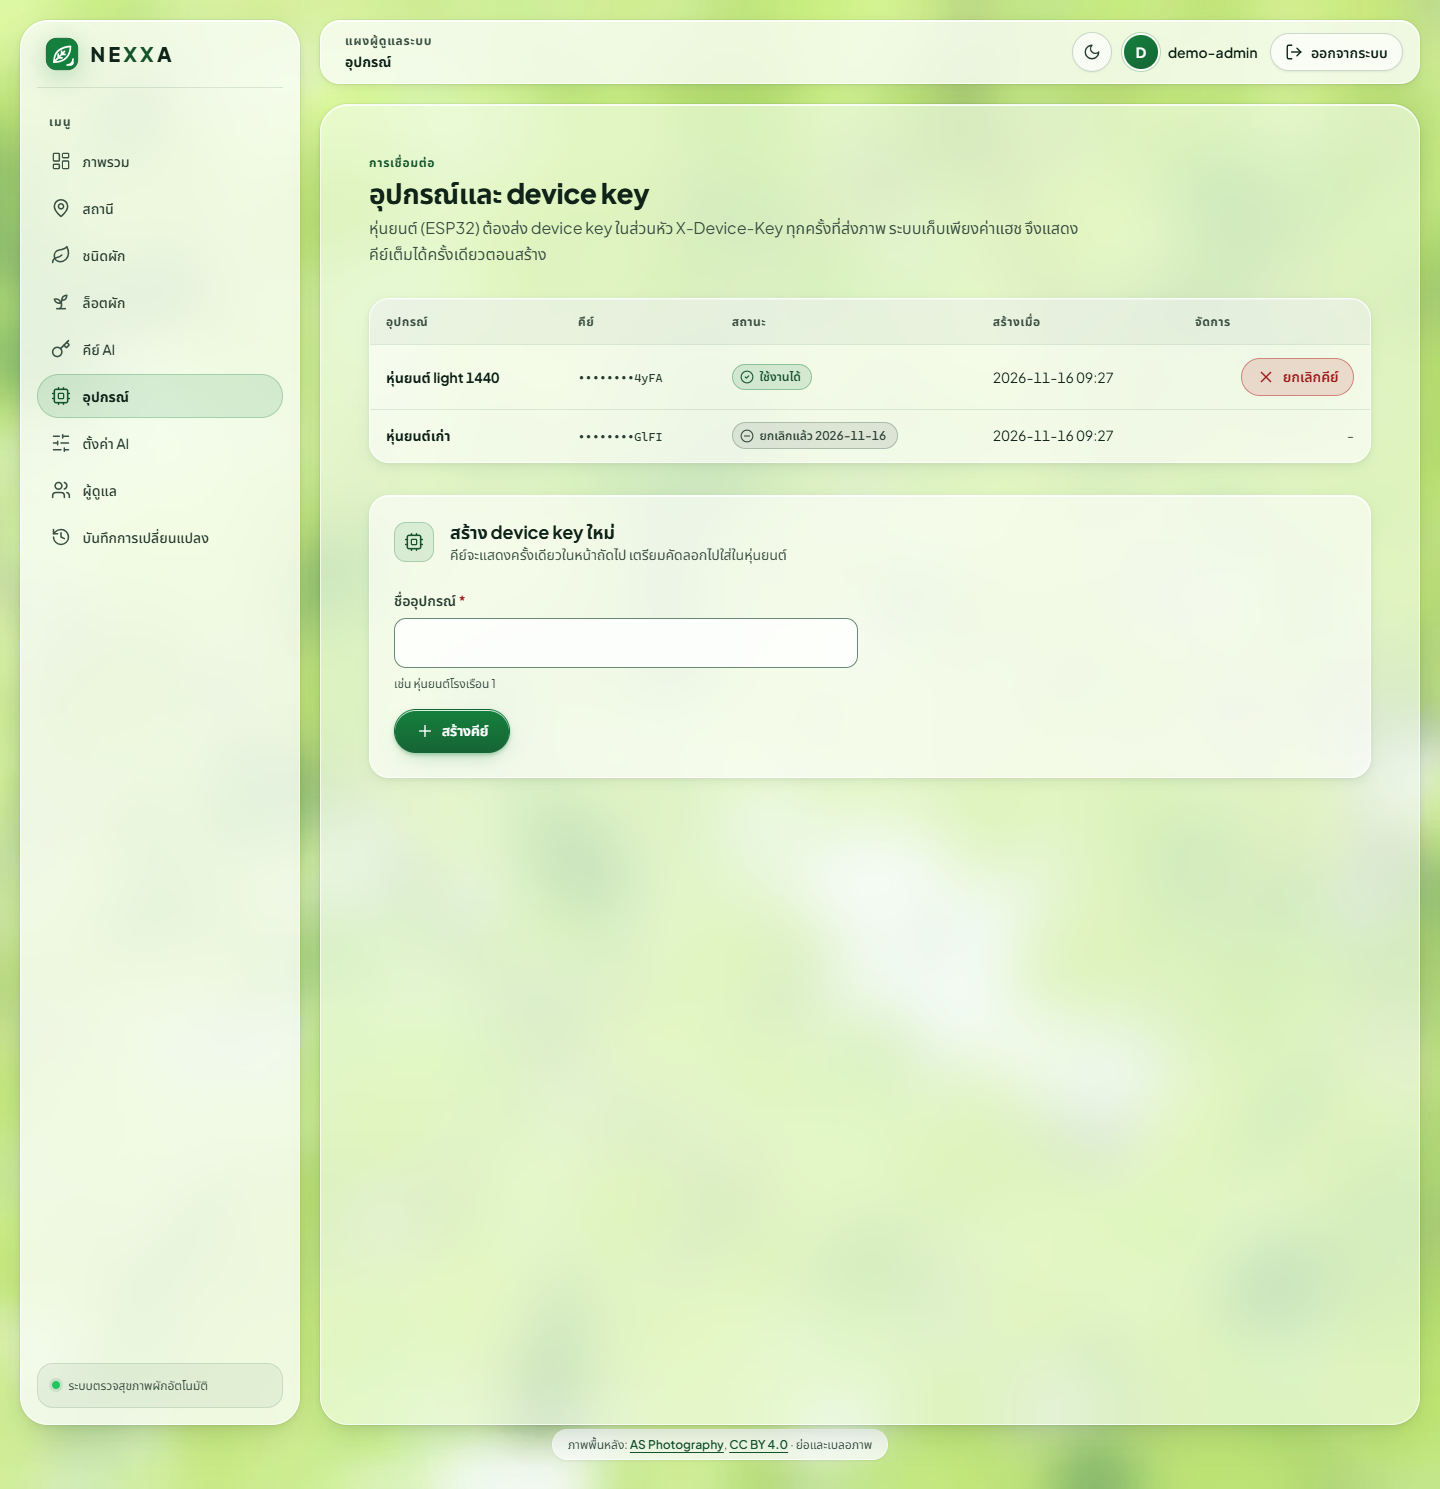 NEXXA
เมนู
ภาพรวม
สถานี
ชนิดผัก
ล็อตผัก
คีย์ AI
อุปกรณ์
ตั้งค่า AI
ผู้ดูแล
บันทึกการเปลี่ยนแปลง
ระบบตรวจสุขภาพผักอัตโนมัติ
แผงผู้ดูแลระบบ
อุปกรณ์
D demo-admin ออกจากระบบ
การเชื่อมต่อ
อุปกรณ์และ device key
หุ่นยนต์ (ESP32) ต้องส่ง device key ในส่วนหัว X-Device-Key ทุกครั้งที่ส่งภาพ ระบบเก็บเพียงค่าแฮช จึงแสดง
คีย์เต็มได้ครั้งเดียวตอนสร้าง
อุปกรณ์ คีย์ สถานะ สร้างเมื่อ จัดการ
หุ่นยนต์ light 1440 ••••••••4yFA ใช้งานได้ 2026-11-16 09:27 ยกเลิกคีย์
หุ่นยนต์เก่า ••••••••GlFI ยกเลิกแล้ว 2026-11-16 2026-11-16 09:27 -
สร้าง device key ใหม่
คีย์จะแสดงครั้งเดียวในหน้าถัดไป เตรียมคัดลอกไปใส่ในหุ่นยนต์
ชื่ออุปกรณ์ *
เช่น หุ่นยนต์โรงเรือน 1
สร้างคีย์
ภาพพื้นหลัง: AS Photography, CC BY 4.0 · ย่อและเบลอภาพ